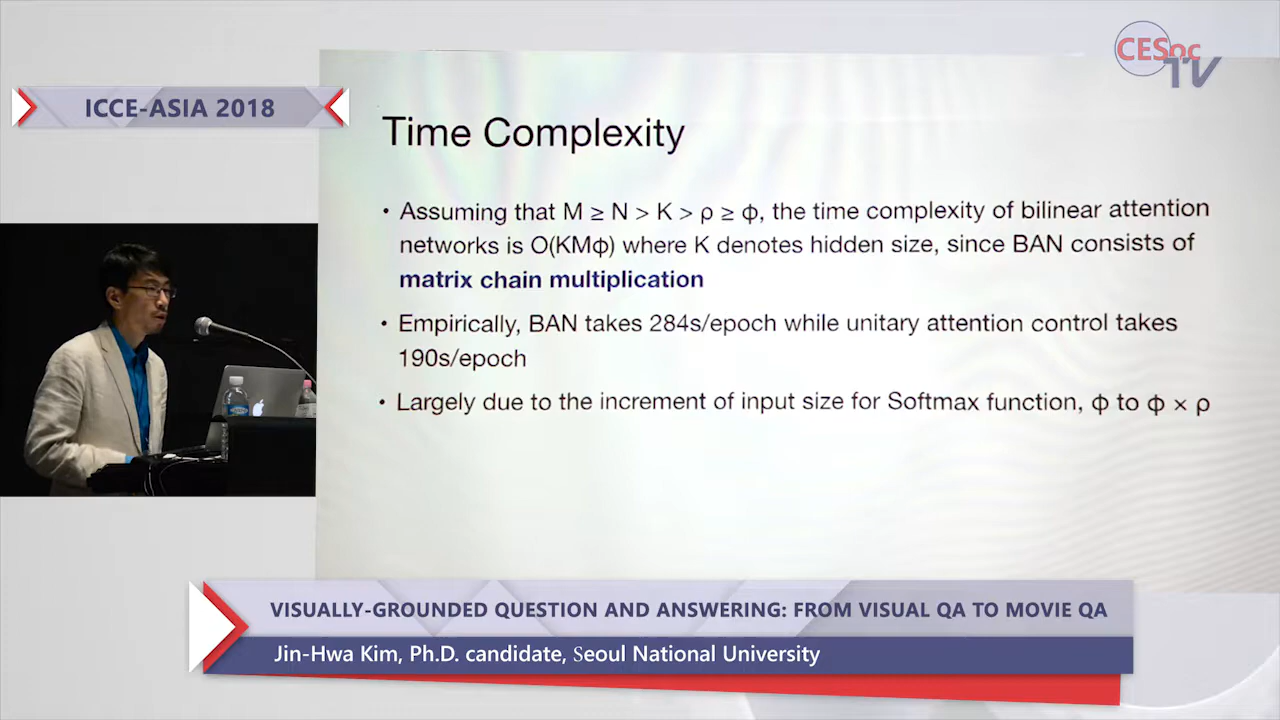 CESoc
TV
ICCE-ASIA 2018
Time Complexity
• Assuming that M ≥ N > K > ρ ≥ ϕ, the time complexity of bilinear attention
networks is O(KMϕ) where K denotes hidden size, since BAN consists of
matrix chain multiplication
• Empirically, BAN takes 284s/epoch while unitary attention control takes
190s/epoch
• Largely due to the increment of input size for Softmax function, ϕ to ϕ × ρ
VISUALLY-GROUNDED QUESTION AND ANSWERING: FROM VISUAL QA TO MOVIE QA
Jin-Hwa Kim, Ph.D. candidate, Seoul National University